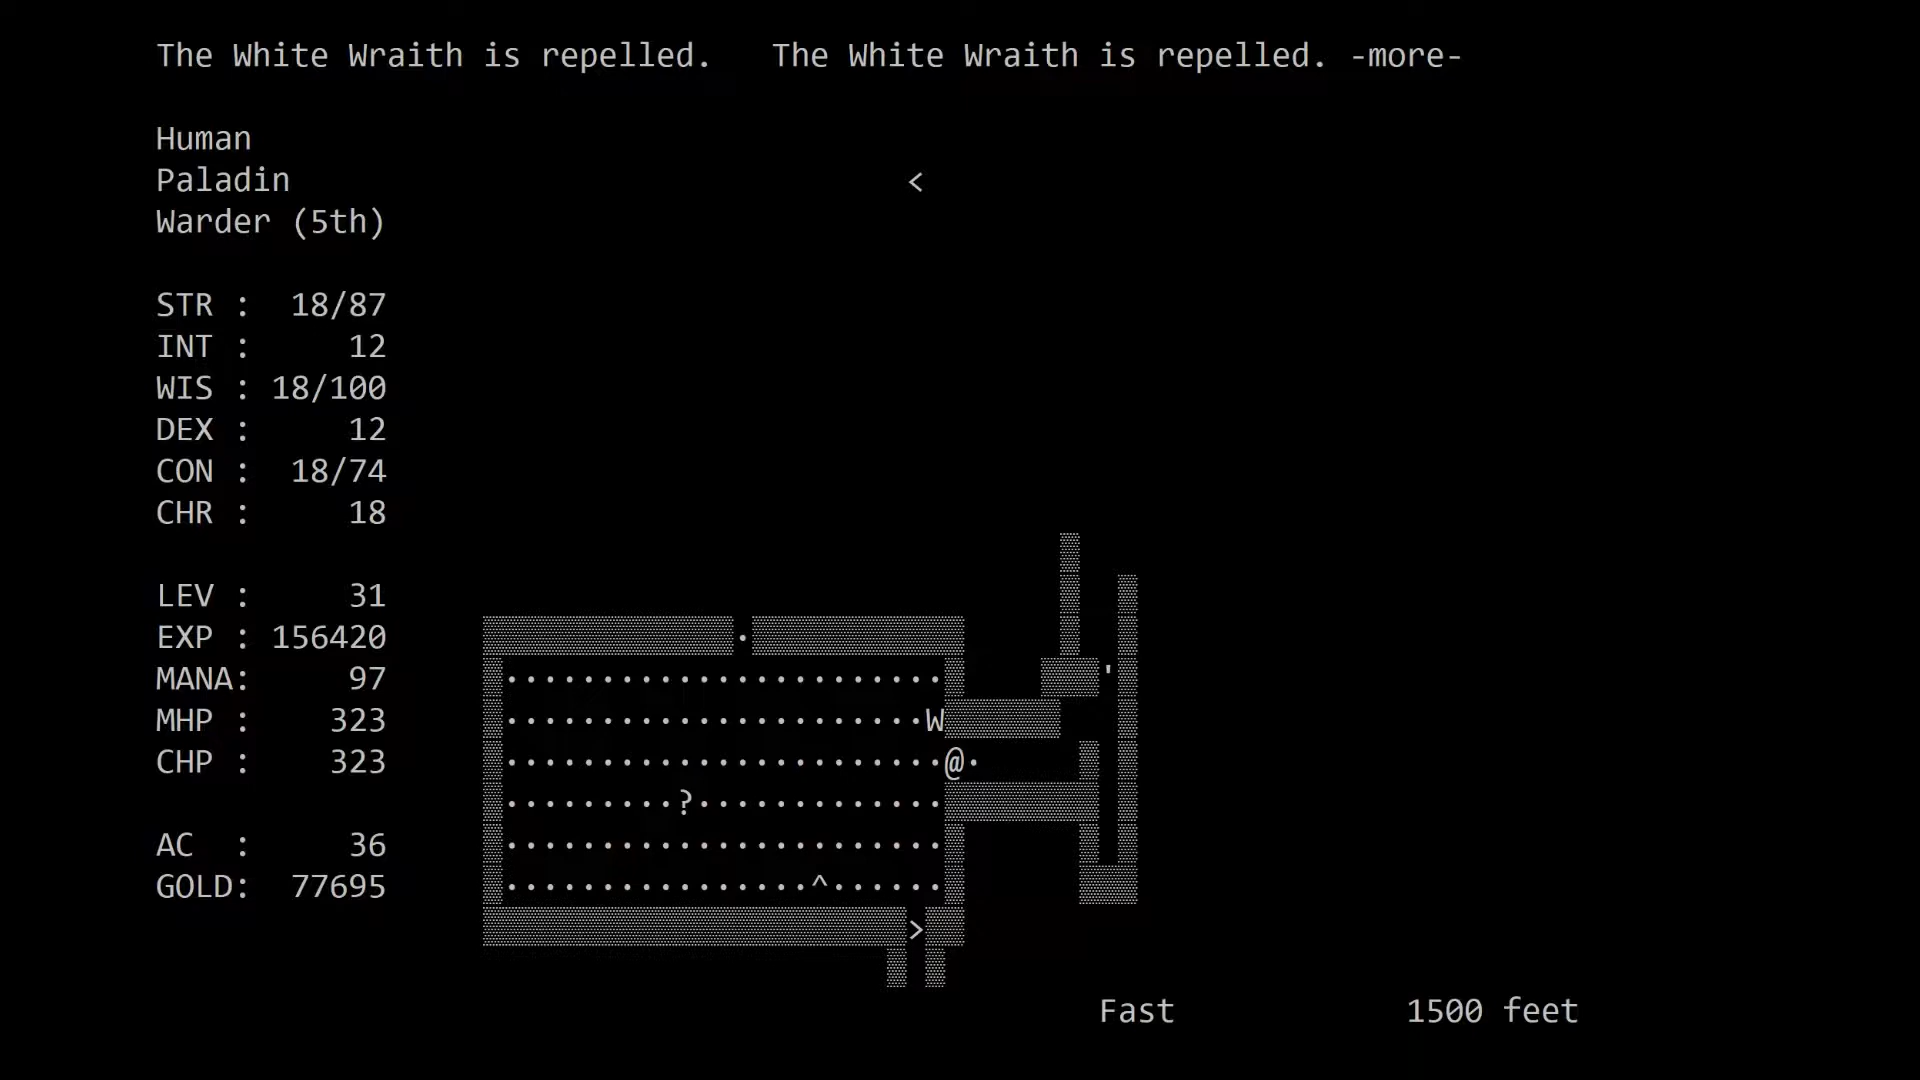 The White Wraith is repelled. The White Wraith is repelled. -more-
Human
Paladin
<
Warder (5th)
STR : 18/87
INT : 12
WIS : 18/100
DEX : 12
CON : 18/74
CHR : 18
LEV : 31
EXP : 156420
.
MANA: 97
.......................'
MHP : 323
......................W
CHP : 323
.......................@.
.........?.............
AC : 36
.......................
GOLD: 77695
................^......
>
Fast 1500 feet